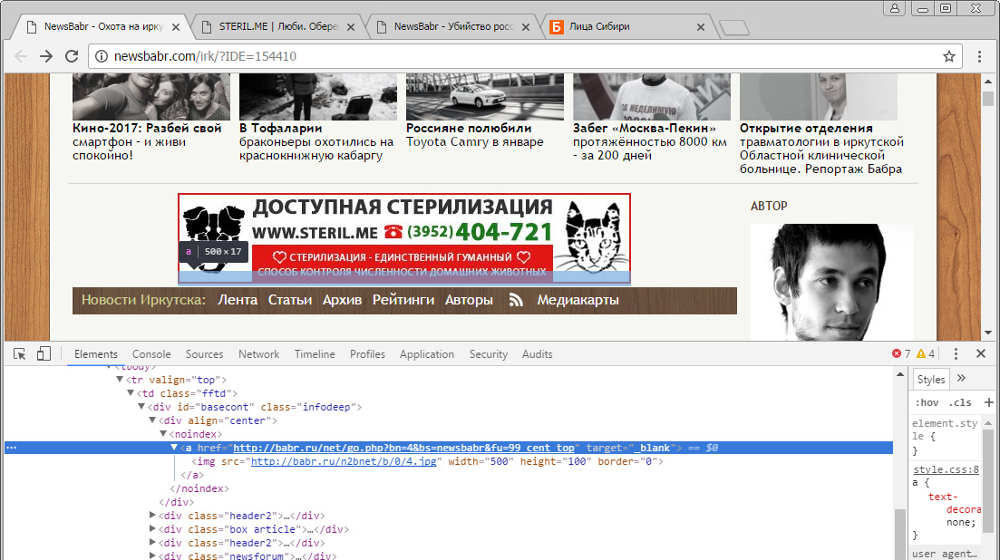 NewsBabr - Охота на ирку
STERIL.ME | Люби. Обере
NewsBabr - Убийство росс
Лица Сибири
newsbabr.com/irk/?IDE=154410
Кино-2017: Разбей свой
смартфон - и живи
спокойно!
В Тофаларии
браконьеры охотились на
краснокнижную кабаргу
Россияне полюбили
Toyota Camry в январе
ЗА НЕДЕЛИМУЮ
Забег «Москва-Пекин»
протяжённостью 8000 км
- за 200 дней
Открытие отделения
травматологии в иркутской
Областной клинической
больнице. Репортаж Бабра
ДОСТУПНАЯ СТЕРИЛИЗАЦИЯ
WWW.STERIL.ME (3952) 404-721
СТЕРИЛИЗАЦИЯ - ЕДИНСТВЕННЫЙ ГУМАННЫЙ
СПОСОБ КОНТРОЛЯ ЧИСЛЕННОСТИ ДОМАШНИХ ЖИВОТНЫХ
a | 500×17
АВТОР
Новости Иркутска: Лента Статьи Архив Рейтинги Авторы Медиакарты
Elements Console Sources Network Timeline Profiles Application Security Audits 7 4
<tbody>
<tr valign="top">
<td class="fftd">
<div id="basecont" class="infodeep">
<div align="center">
<noindex>
<a href="http://babr.ru/net/go.php?bn=4&bs=newsbabr&fu=99_cent_top" target="_blank"> == $0
<img src="http://babr.ru/n2bnet/b/0/4.jpg" width="500" height="100" border="0">
</a>
</noindex>
</div>
<div class="header2">…</div>
<div class="box article">…</div>
<div class="header2">…</div>
<div class="newsforum">…</div>
Styles »
:hov .cls +
element.sty
le {
}
style.css:8
a {
text-
decora
none;
}
user agent…